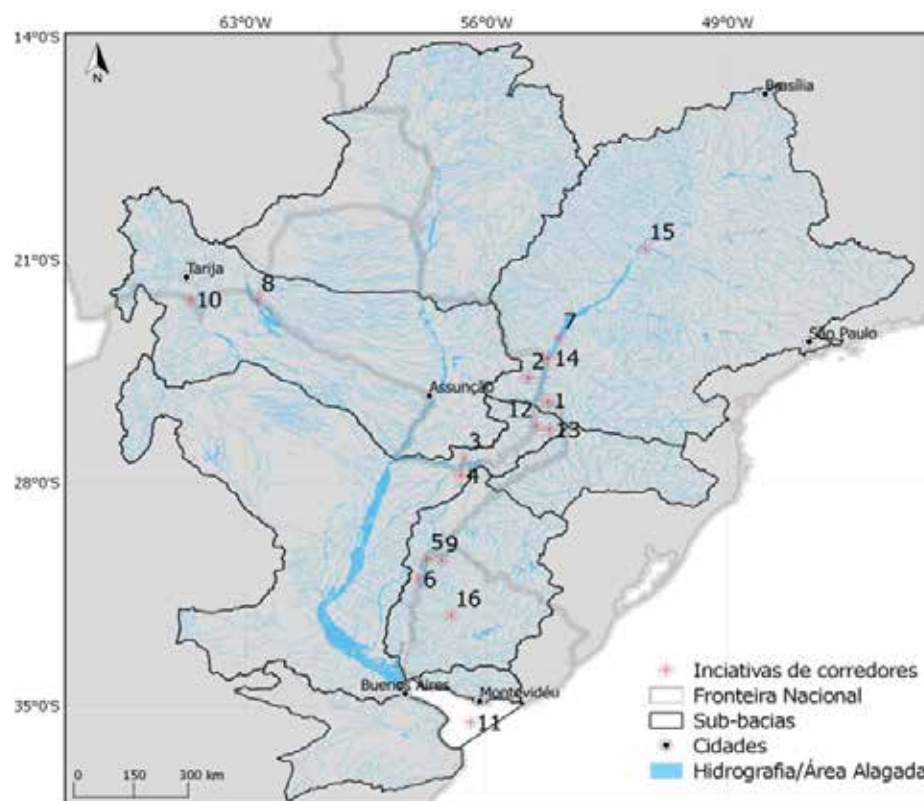 63°0'W 56°0'W 49°0'W
14°0'S
N
Brasília
15
21°0'S
Tarija
8
10
7
São Paulo
2 14
Assunção
1
12
13
3
28°0'S
4
5 9
6
16
Inciativas de corredores
Fronteira Nacional
Buenos Aires
Montevidéu
35°0'S
Sub-bacias
11
Cidades
0 150 300 km
Hidrografia/Área Alagada